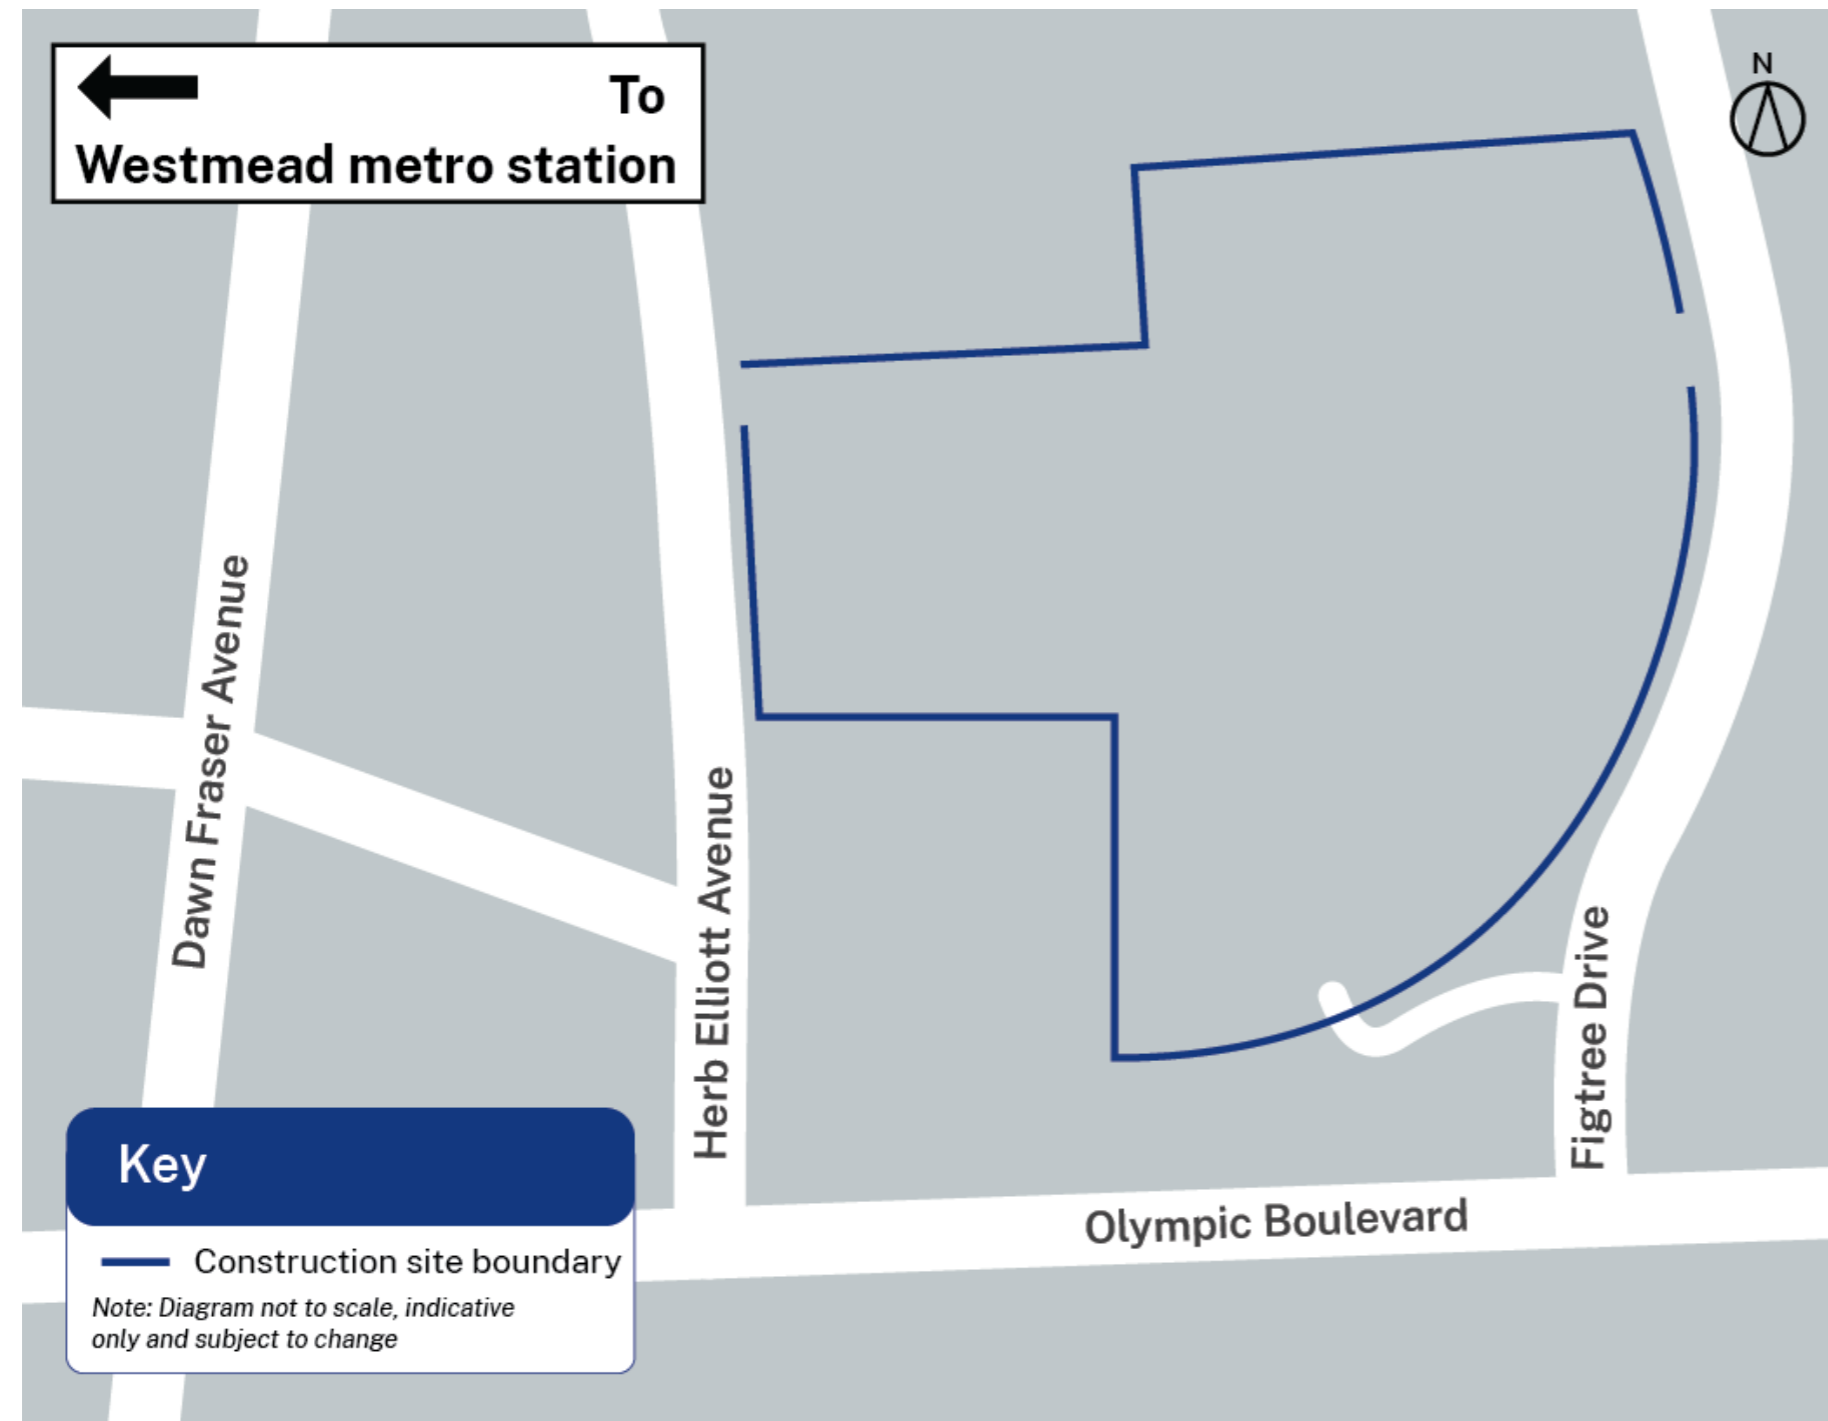 To
Westmead metro station
N
Dawn Fraser Avenue
Herb Elliott Avenue
Figtree Drive
Olympic Boulevard
Key
Construction site boundary
Note: Diagram not to scale, indicative
only and subject to change